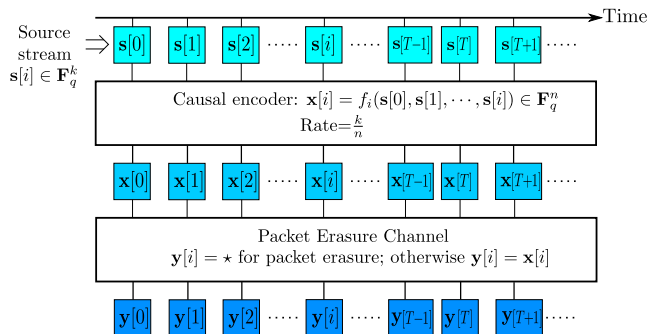 Time
Source
stream
𝐬[i] ∈ 𝐅_q^k
𝐬[0] 𝐬[1] 𝐬[2] ····· 𝐬[i] ····· 𝐬[T−1] 𝐬[T] 𝐬[T+1] ·····
Causal encoder: 𝐱[i] = f_i(𝐬[0], 𝐬[1], ⋯ , 𝐬[i]) ∈ 𝐅_q^n
Rate=k/n
𝐱[0] 𝐱[1] 𝐱[2] ····· 𝐱[i] ····· 𝐱[T−1] 𝐱[T] 𝐱[T+1] ·····
Packet Erasure Channel
𝐲[i] = ⋆ for packet erasure; otherwise 𝐲[i] = 𝐱[i]
𝐲[0] 𝐲[1] 𝐲[2] ····· 𝐲[i] ····· 𝐲[T−1] 𝐲[T] 𝐲[T+1] ·····